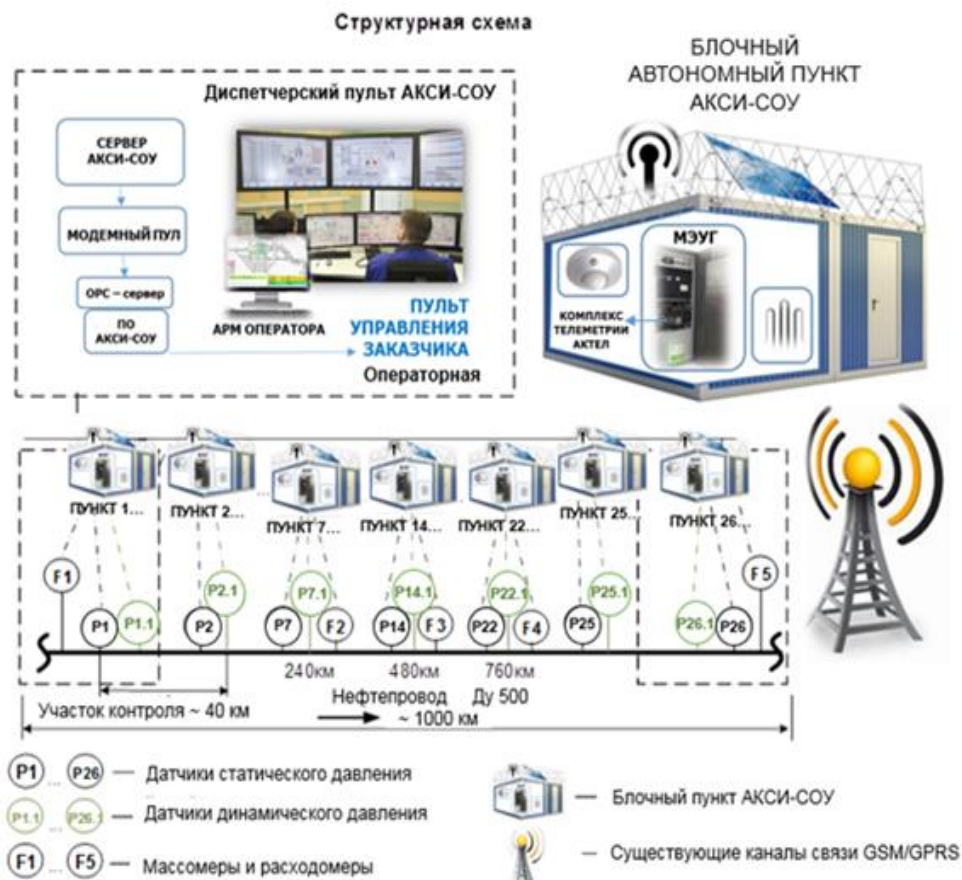 Структурная схема
Диспетчерский пульт АКСИ-СОУ
СЕРВЕР
АКСИ-СОУ
МОДЕМНЫЙ ПУЛ
ОРС – сервер
ПО
АКСИ-СОУ
АРМ ОПЕРАТОРА
ПУЛЬТ
УПРАВЛЕНИЯ
ЗАКАЗЧИКА
Операторная
БЛОЧНЫЙ
АВТОНОМНЫЙ ПУНКТ
АКСИ-СОУ
МЭУГ
КОМПЛЕКС
ТЕЛЕМЕТРИИ
АКТЕЛ
ПУНКТ 1...
ПУНКТ 2...
ПУНКТ 7...
ПУНКТ 14...
ПУНКТ 22...
ПУНКТ 25...
ПУНКТ 26...
F1 P1 P1.1 P2 P2.1 P7 P7.1 F2 P14 P14.1 F3 P22 P22.1 F4 P25 P25.1 P26.1 P26 F5
240км 480км 760км
Участок контроля ~ 40 км
Нефтепровод Ду 500
~ 1000 км
P1 ... P26 — Датчики статического давления
P1.1 ... P26.1 — Датчики динамического давления
F1 ... F5 — Массомеры и расходомеры
— Блочный пункт АКСИ-СОУ
— Существующие каналы связи GSM/GPRS